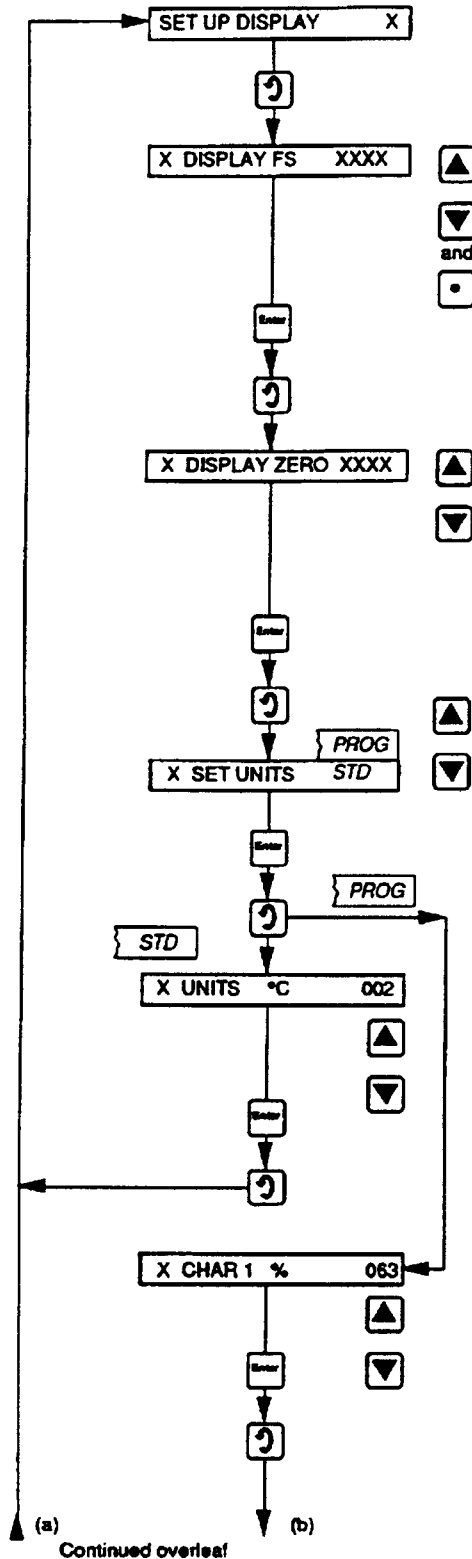 SET UP DISPLAY X
X DISPLAY FS XXXX
and
•
Enter
X DISPLAY ZERO XXXX
Enter
PROG
X SET UNITS STD
Enter
PROG
STD
X UNITS °C 002
Enter
X CHAR 1 % 063
Enter
(a) (b)
Continued overleaf